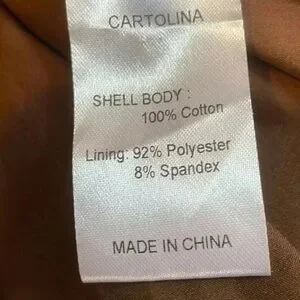 CARTOLINA
SHELL BODY :
100% Cotton
Lining: 92% Polyester
8% Spandex
MADE IN CHINA